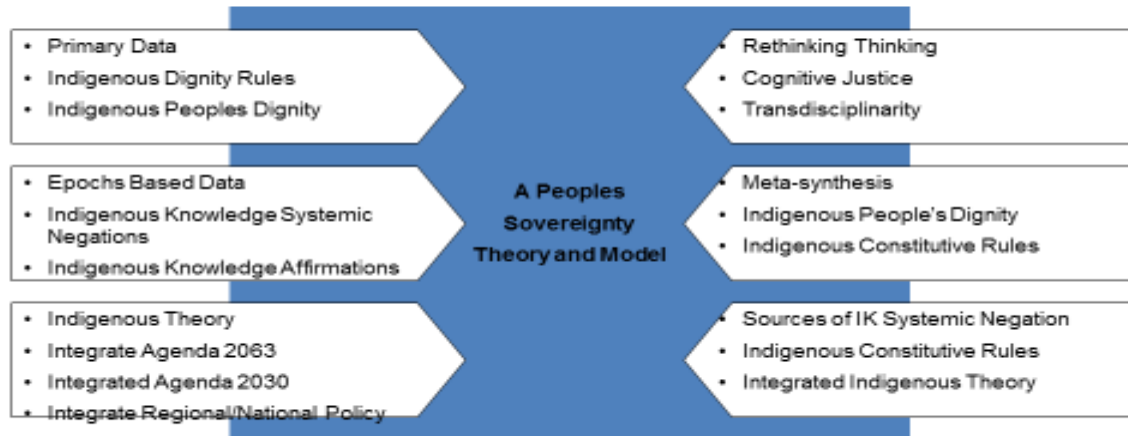 • Primary Data
• Indigenous Dignity Rules
• Indigenous Peoples Dignity
• Epochs Based Data
• Indigenous Knowledge Systemic
Negations
• Indigenous Knowledge Affirmations
• Indigenous Theory
• Integrate Agenda 2063
• Integrated Agenda 2030
• Integrate Regional/National Policy
A Peoples
Sovereignty
Theory and Model
• Rethinking Thinking
• Cognitive Justice
• Transdisciplinarity
• Meta-synthesis
• Indigenous People's Dignity
• Indigenous Constitutive Rules
• Sources of IK Systemic Negation
• Indigenous Constitutive Rules
• Integrated Indigenous Theory